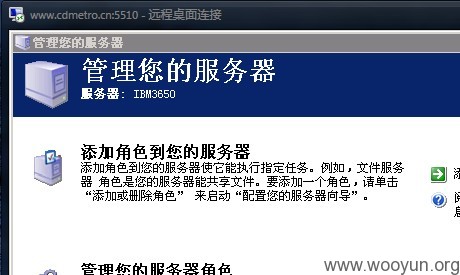 www.cdmetro.cn:5510 - 远程桌面连接
管理您的服务器
管理您的服务器
服务器: IBM3650
添加角色到您的服务器
添加角色到您的服务器使它能执行指定任务。例如，文件服务
器 角色是您的服务器能共享文件。要添加一个角色，请单击
“添加或删除角色” 来启动“配置您的服务器向导”。
管理您的服务器角色
www.wooyun.org